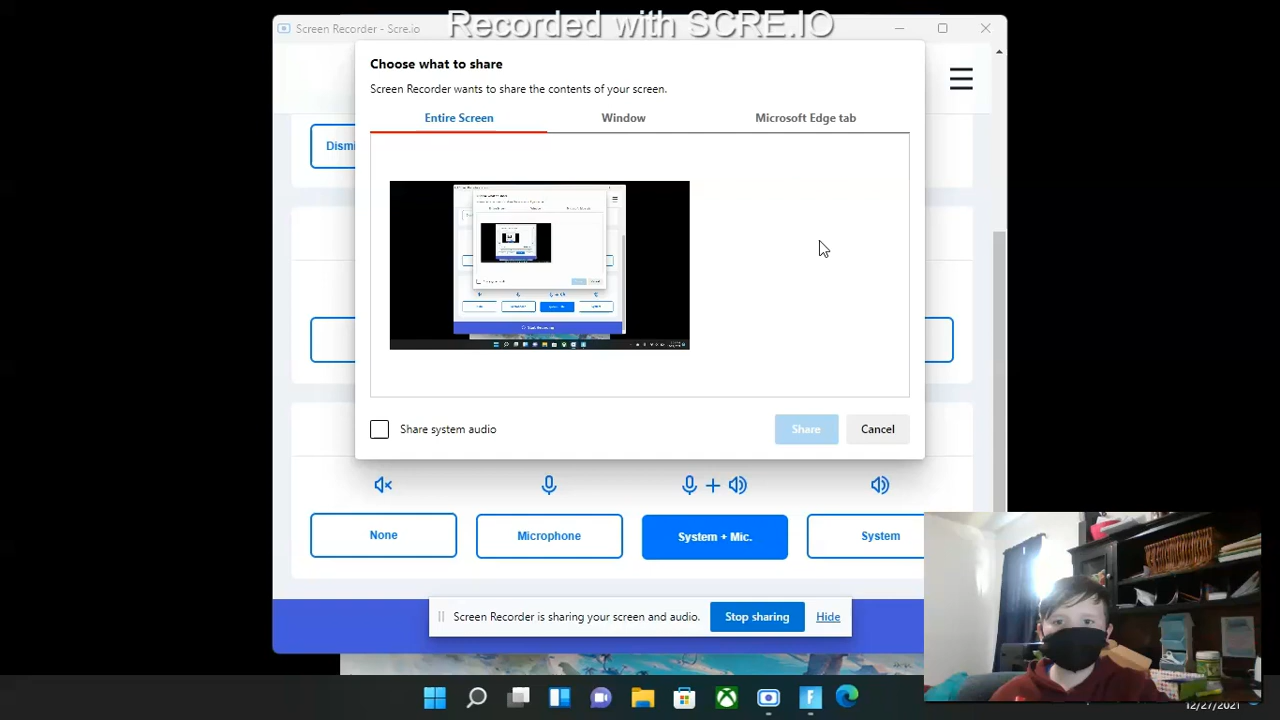 Recorded with SCRE.IO
Screen Recorder - Scre.io
Choose what to share
Screen Recorder wants to share the contents of your screen.
Entire Screen
Window
Microsoft Edge tab
Dismi
Share system audio
Share
Cancel
None
Microphone
System + Mic.
System
Screen Recorder is sharing your screen and audio.
Stop sharing
Hide
12/27/2021